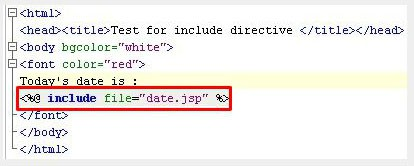 <html>
<head><title>Test for include directive </title></head>
<body bgcolor="white">
<font color="red">
Today's date is :
<%@ include file="date.jsp" %>
</font>
</body>
</html>